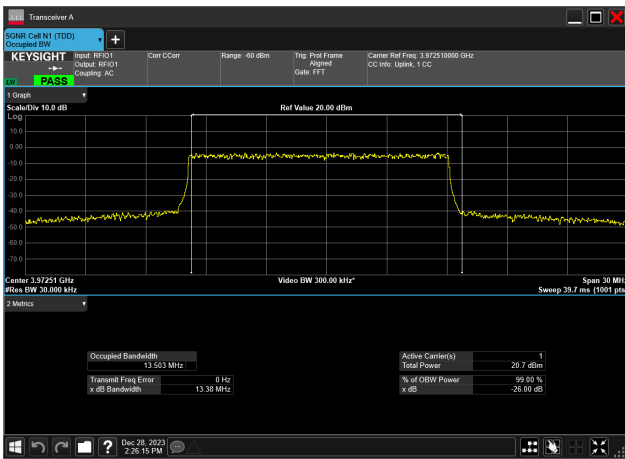 Transceiver A
5GNR Cell N1 (TDD)
Occupied BW
KEYSIGHT
Input: RFIO1
Output: RFIO1
Coupling: AC
Corr CCorr
Range: -60 dBm
Trig: Prot Frame
Aligned
Gate: FFT
Carrier Ref Freq: 3.972510000 GHz
CC Info: Uplink, 1 CC
PASS
1 Graph
Scale/Div 10.0 dB
Ref Value 20.00 dBm
Log
10.0
0.00
-10.0
-20.0
-30.0
-40.0
-50.0
-60.0
-70.0
Center 3.97251 GHz
Video BW 300.00 kHz*
Span 30 MHz
#Res BW 30.000 kHz
Sweep 39.7 ms (1001 pts
2 Metrics
Occupied Bandwidth
13.503 MHz
Transmit Freq Error 0 Hz
x dB Bandwidth 13.38 MHz
Active Carrier(s) 1
Total Power 20.7 dBm
% of OBW Power 99.00 %
x dB -26.00 dB
Dec 28, 2023
2:26:15 PM